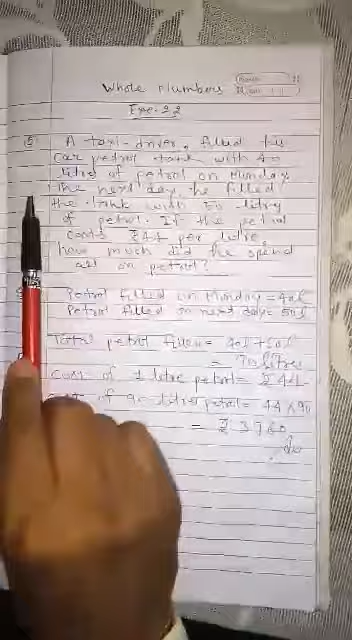 Whole Numbers
Exe-2.2
5) A taxi-driver, filled his
car petrol tank with 40
litres of petrol on Monday.
The next day, he filled
the tank with 50 litres
of petrol. If the petrol
costs ₹44 per litre,
how much did he spend
all on petrol?
Petrol filled on Monday = 40l
Petrol filled on next day = 50l
Total petrol filled = 40l + 50l
= 90 litres
cost of 1 litre petrol = ₹ 44
cost of 90 litre petrol = 44 x 90
= ₹ 3960